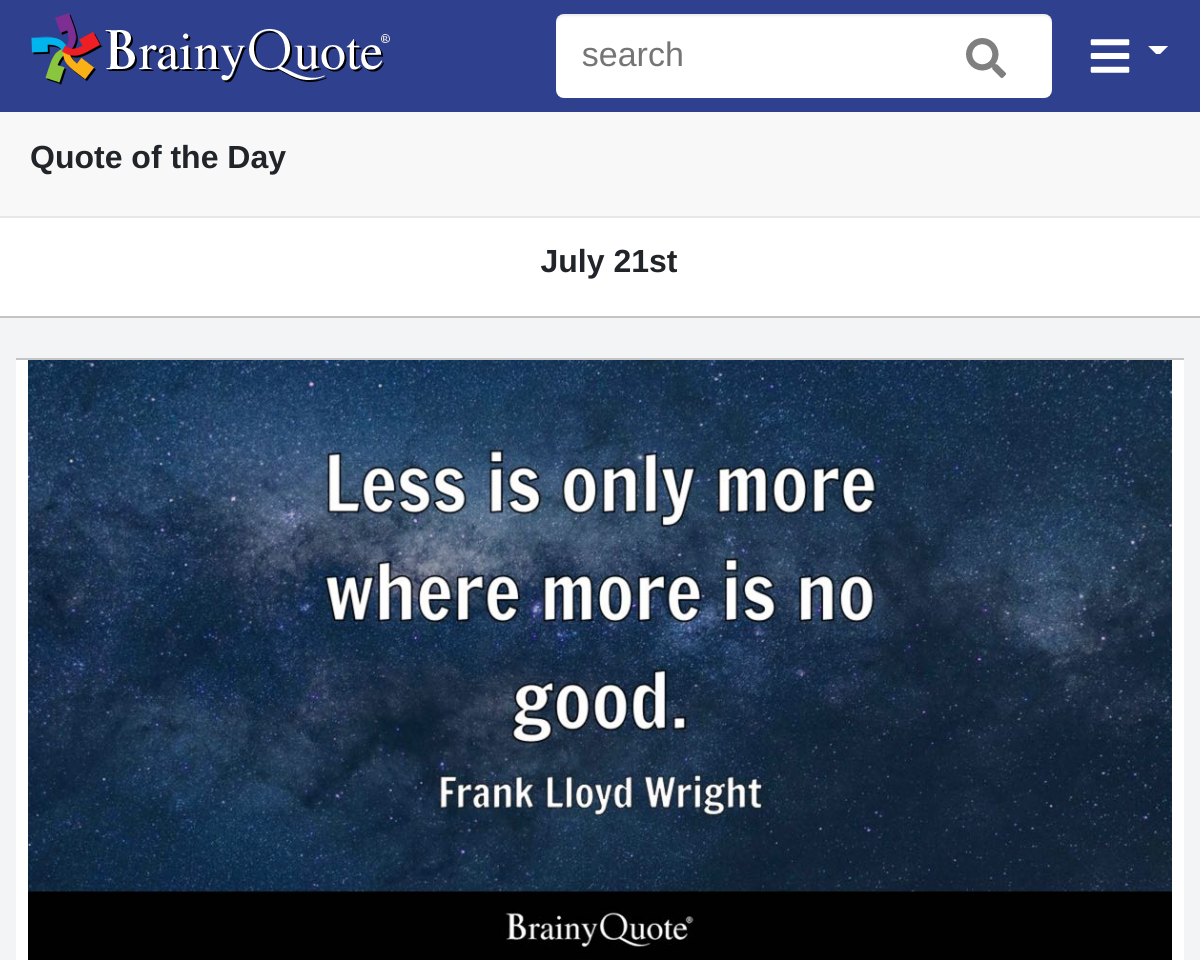 BrainyQuote®
search
Quote of the Day
July 21st
Less is only more
where more is no
good.
Frank Lloyd Wright
BrainyQuote®